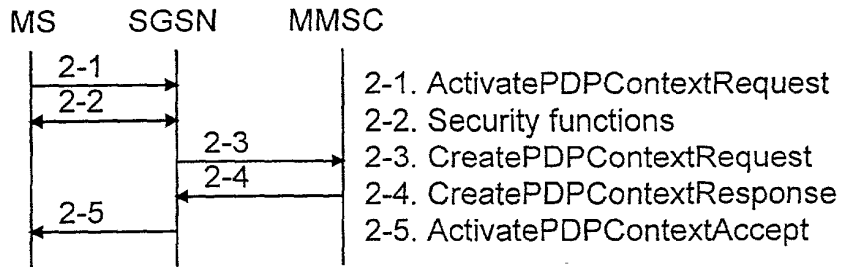 MS SGSN MMSC
2-1
2-2
2-3
2-4
2-5
2-1. ActivatePDPContextRequest
2-2. Security functions
2-3. CreatePDPContextRequest
2-4. CreatePDPContextResponse
2-5. ActivatePDPContextAccept